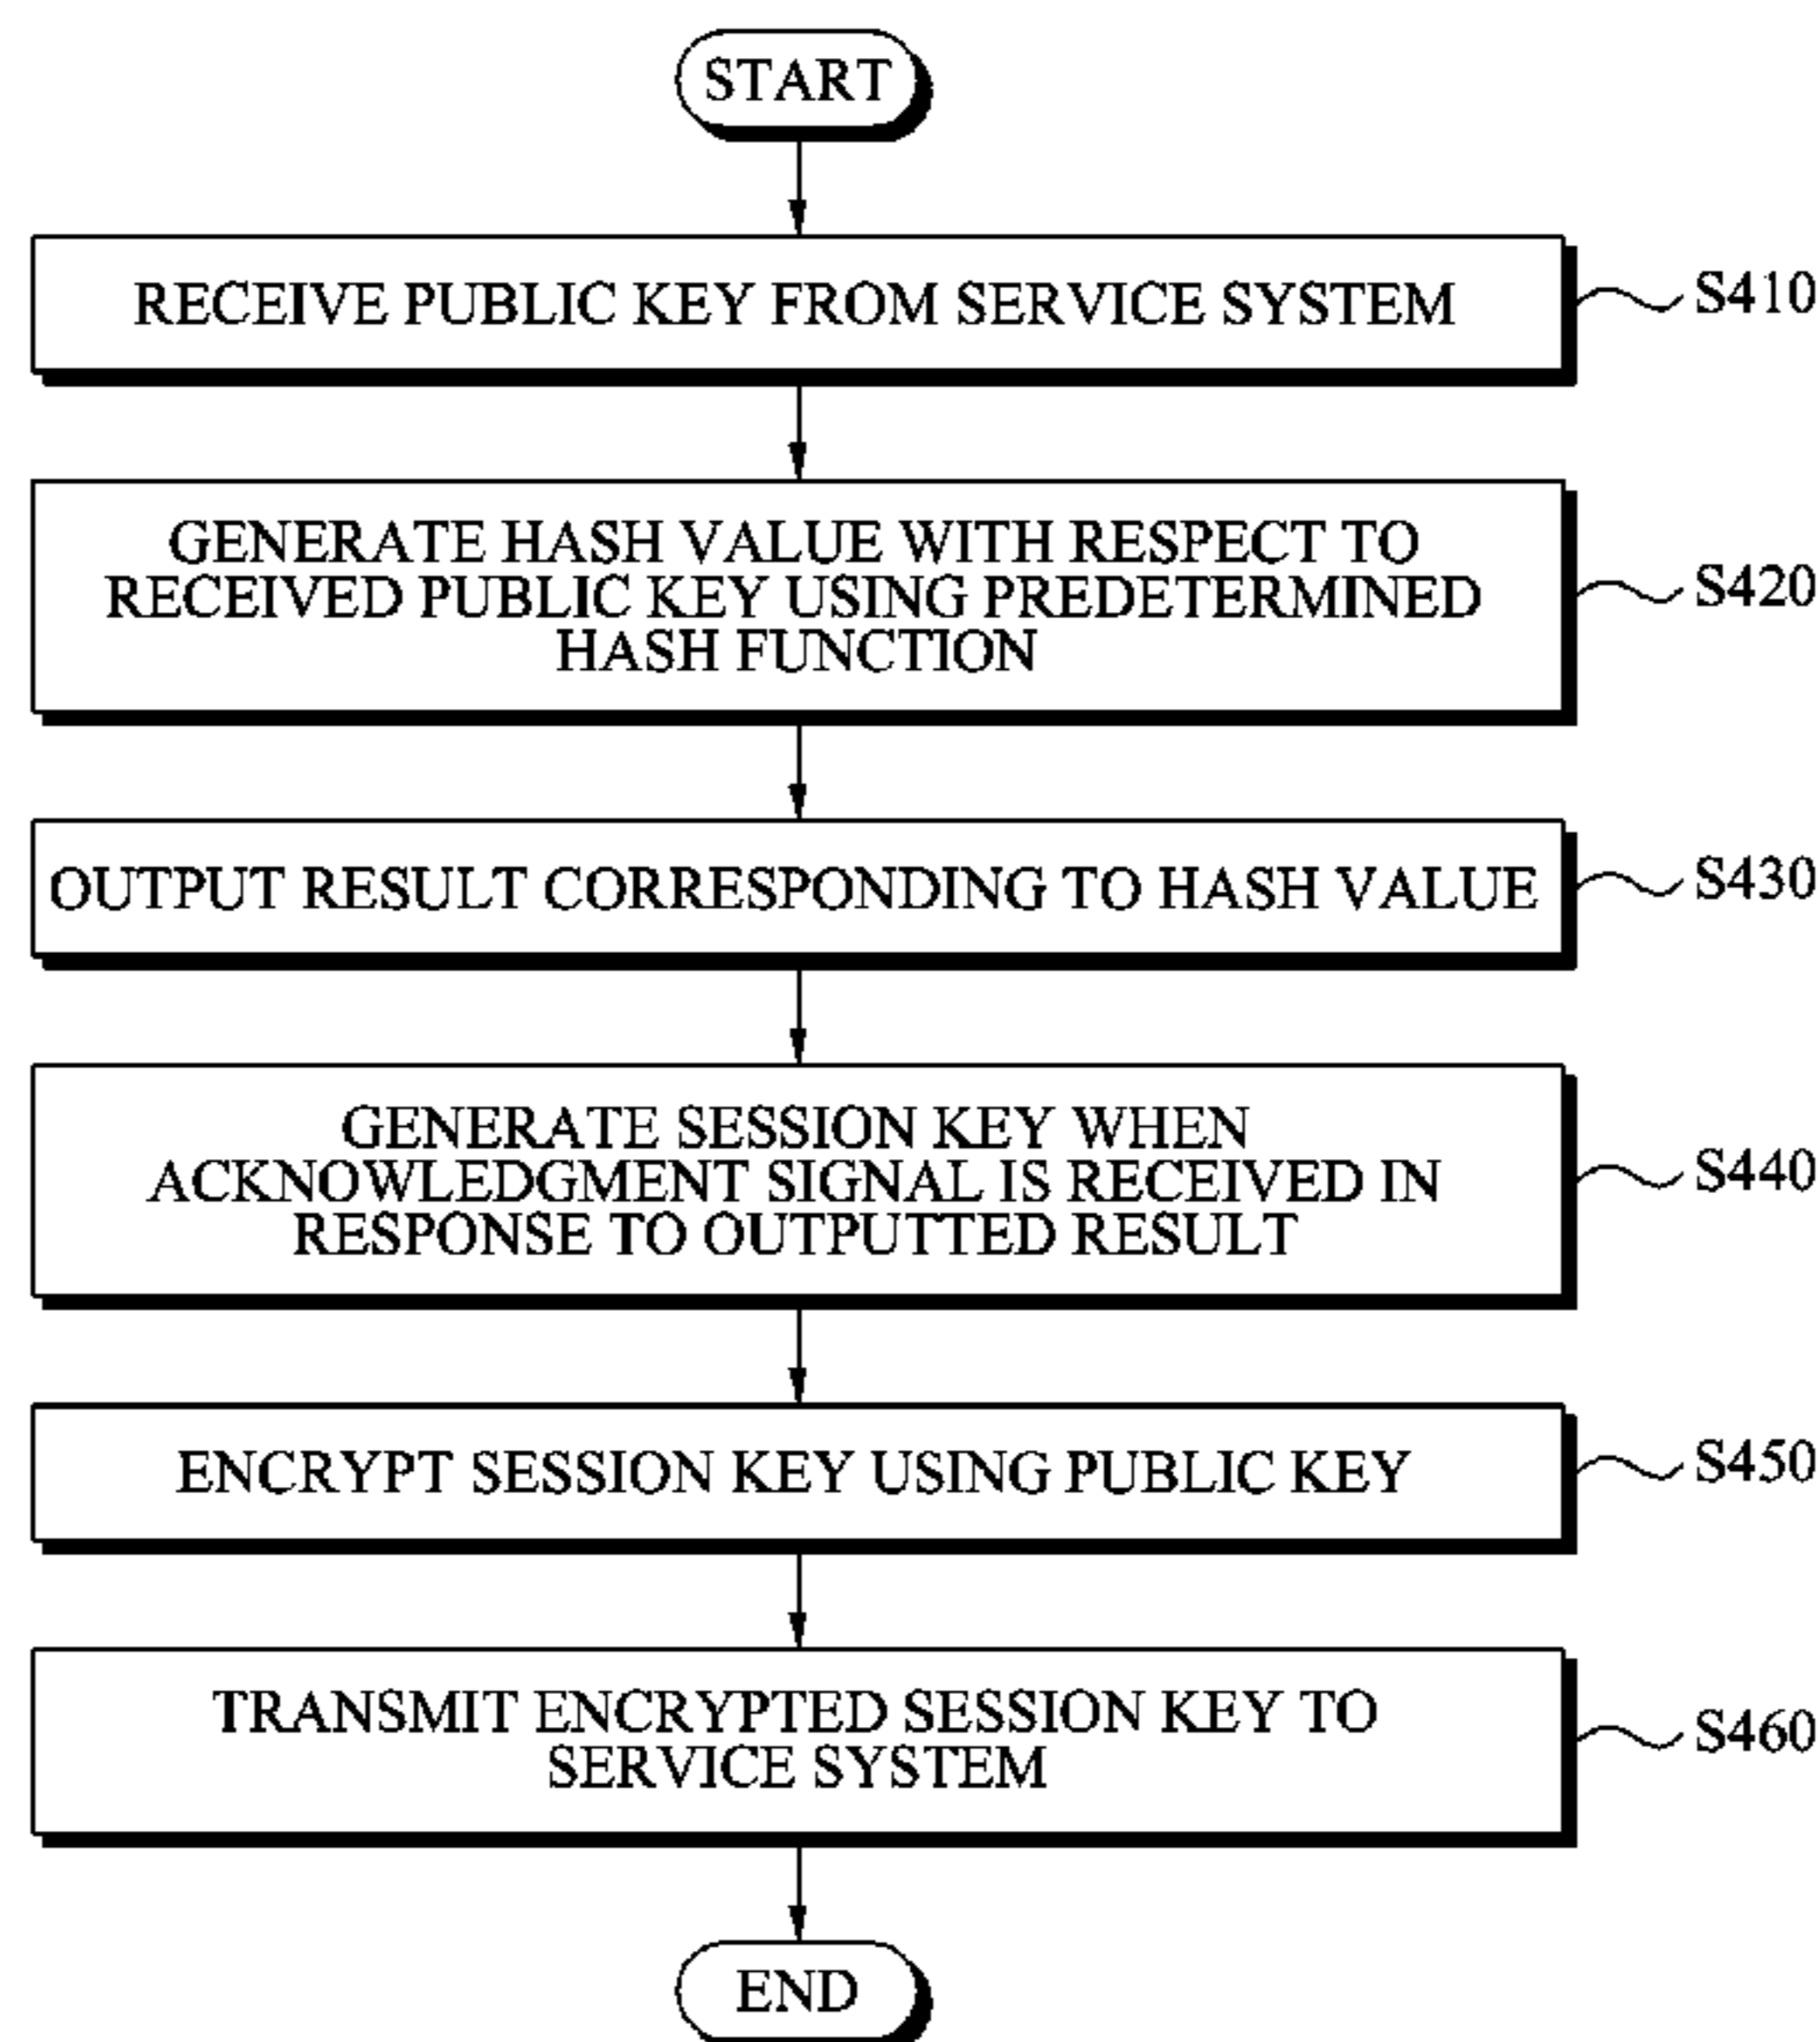 START
RECEIVE PUBLIC KEY FROM SERVICE SYSTEM
S410
GENERATE HASH VALUE WITH RESPECT TO
RECEIVED PUBLIC KEY USING PREDETERMINED
HASH FUNCTION
S420
OUTPUT RESULT CORRESPONDING TO HASH VALUE
S430
GENERATE SESSION KEY WHEN
ACKNOWLEDGMENT SIGNAL IS RECEIVED IN
RESPONSE TO OUTPUTTED RESULT
S440
ENCRYPT SESSION KEY USING PUBLIC KEY
S450
TRANSMIT ENCRYPTED SESSION KEY TO
SERVICE SYSTEM
S460
END